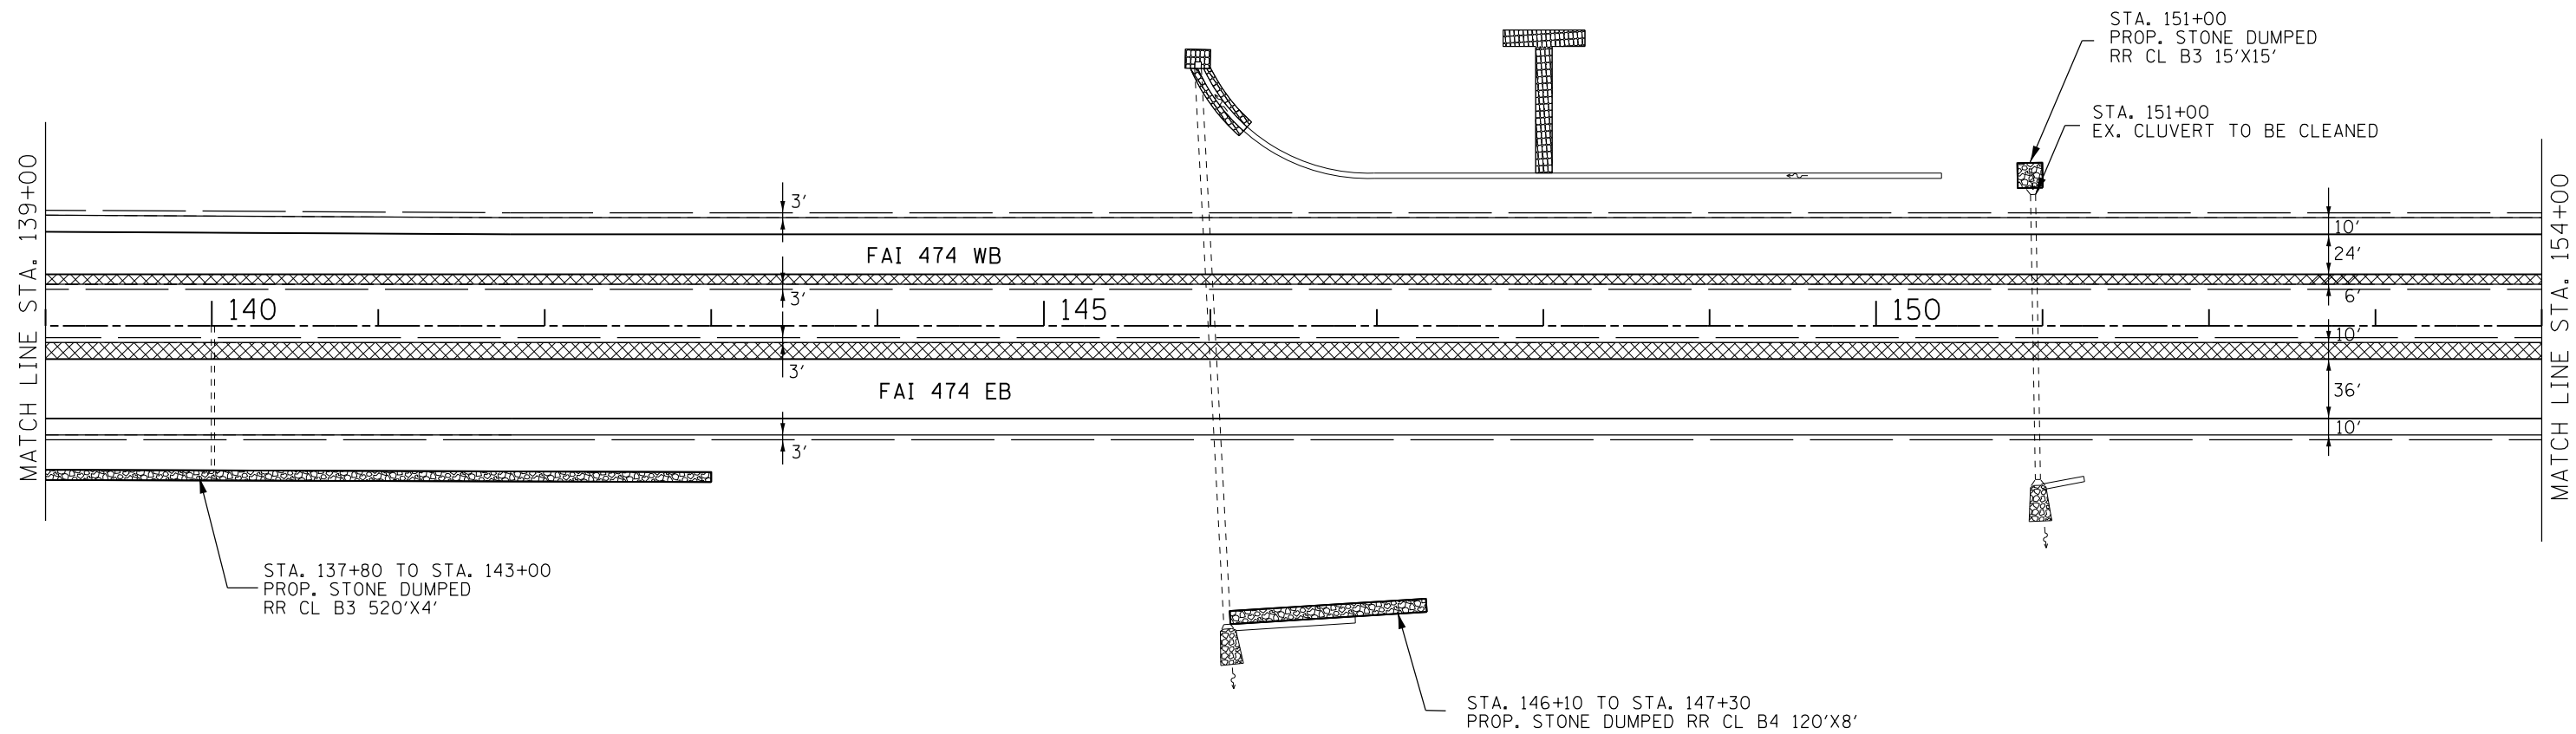 STA. 151+00
PROP. STONE DUMPED
RR CL B3 15'X15'
STA. 151+00
EX. CLUVERT TO BE CLEANED
MATCH LINE STA. 139+00
MATCH LINE STA. 154+00
3'
10'
FAI 474 WB
24'
3'
6'
140
145
150
10'
3'
FAI 474 EB
36'
10'
3'
STA. 137+80 TO STA. 143+00
PROP. STONE DUMPED
RR CL B3 520'X4'
STA. 146+10 TO STA. 147+30
PROP. STONE DUMPED RR CL B4 120'X8'